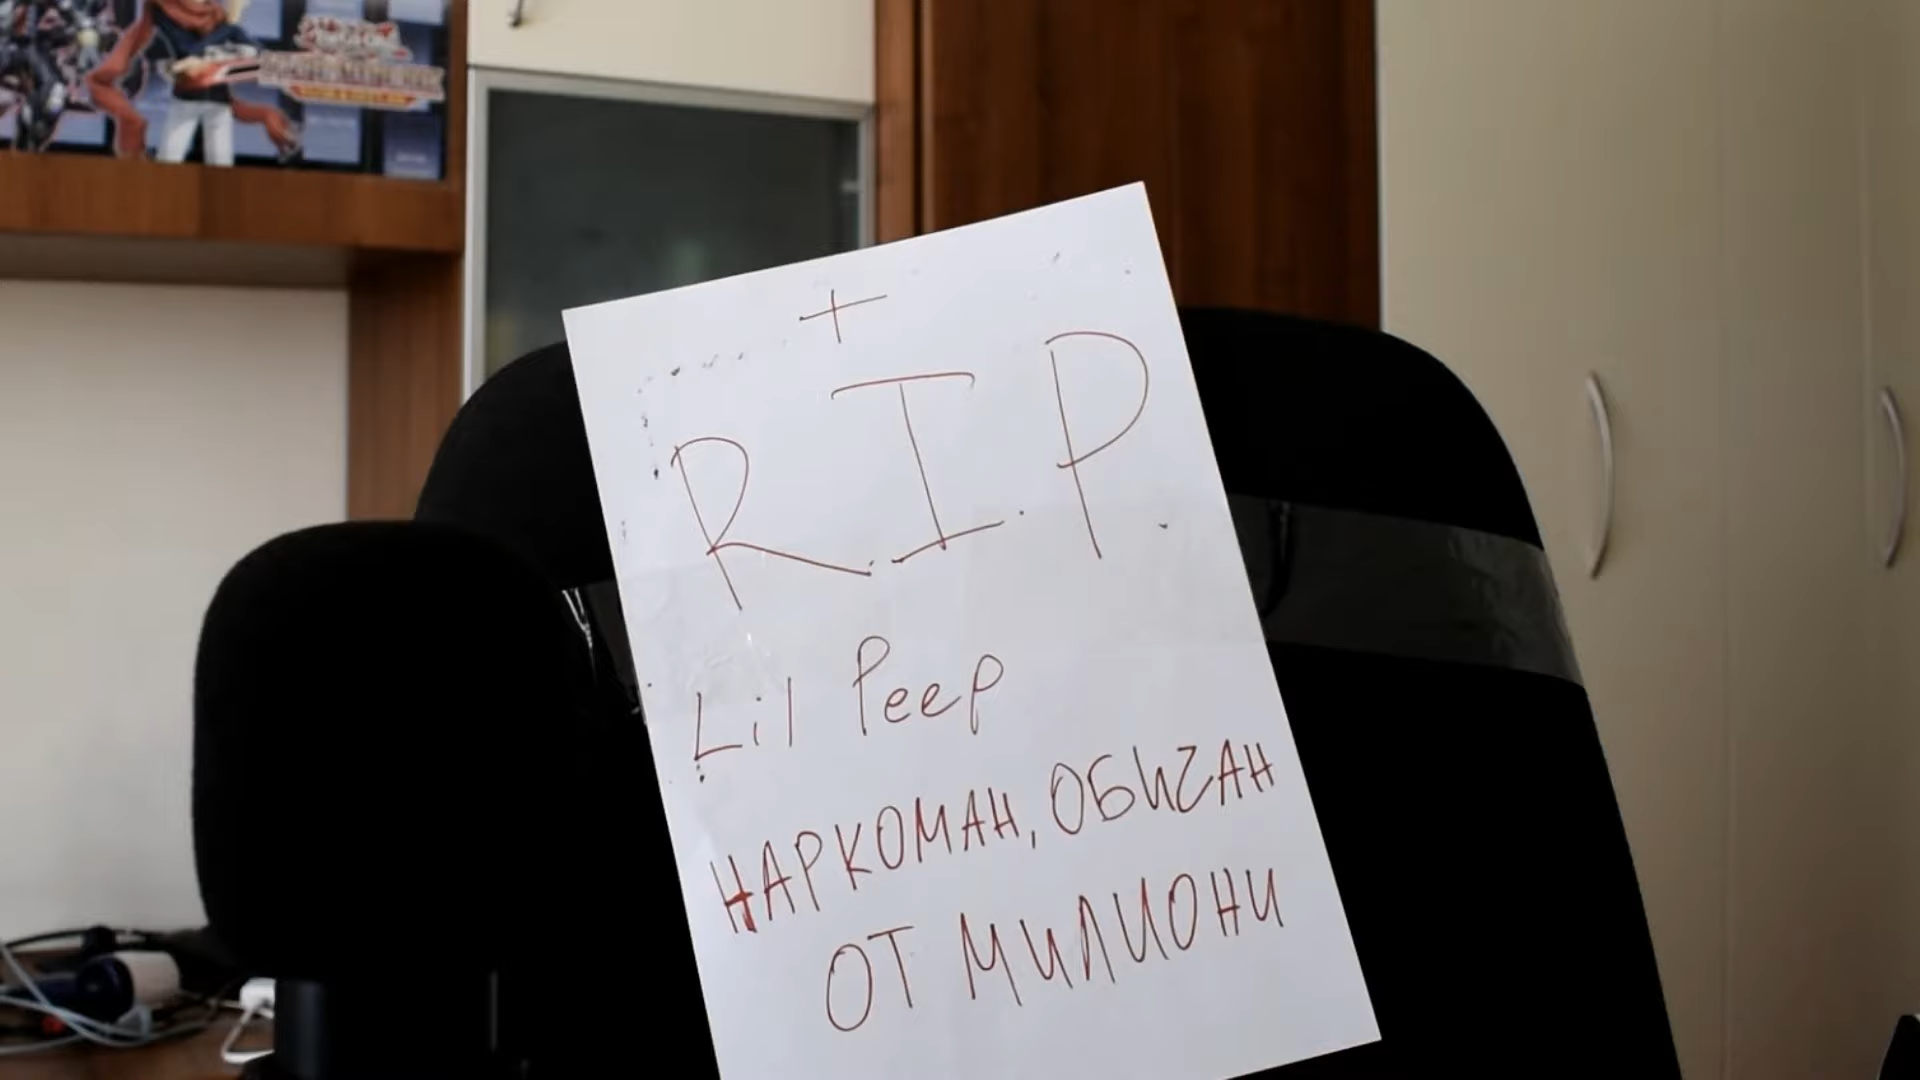 +
R.I.P.
Lil Peep
НАРКОМАН, ОБИЧАН
ОТ МИЛИОНИ